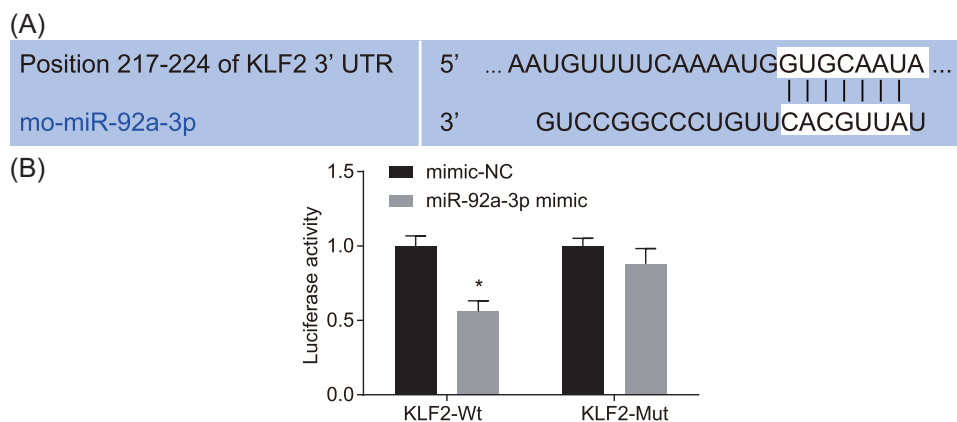 (A)
Position 217-224 of KLF2 3' UTR 5' ... AAUGUUUUCAAAAUGGUGCAAUA ...
mo-miR-92a-3p 3' GUCCGGCCCUGUUCACGUUAU
(B)
1.5
mimic-NC
miR-92a-3p mimic
Luciferase activity
1.0
*
0.5
0.0
KLF2-Wt KLF2-Mut